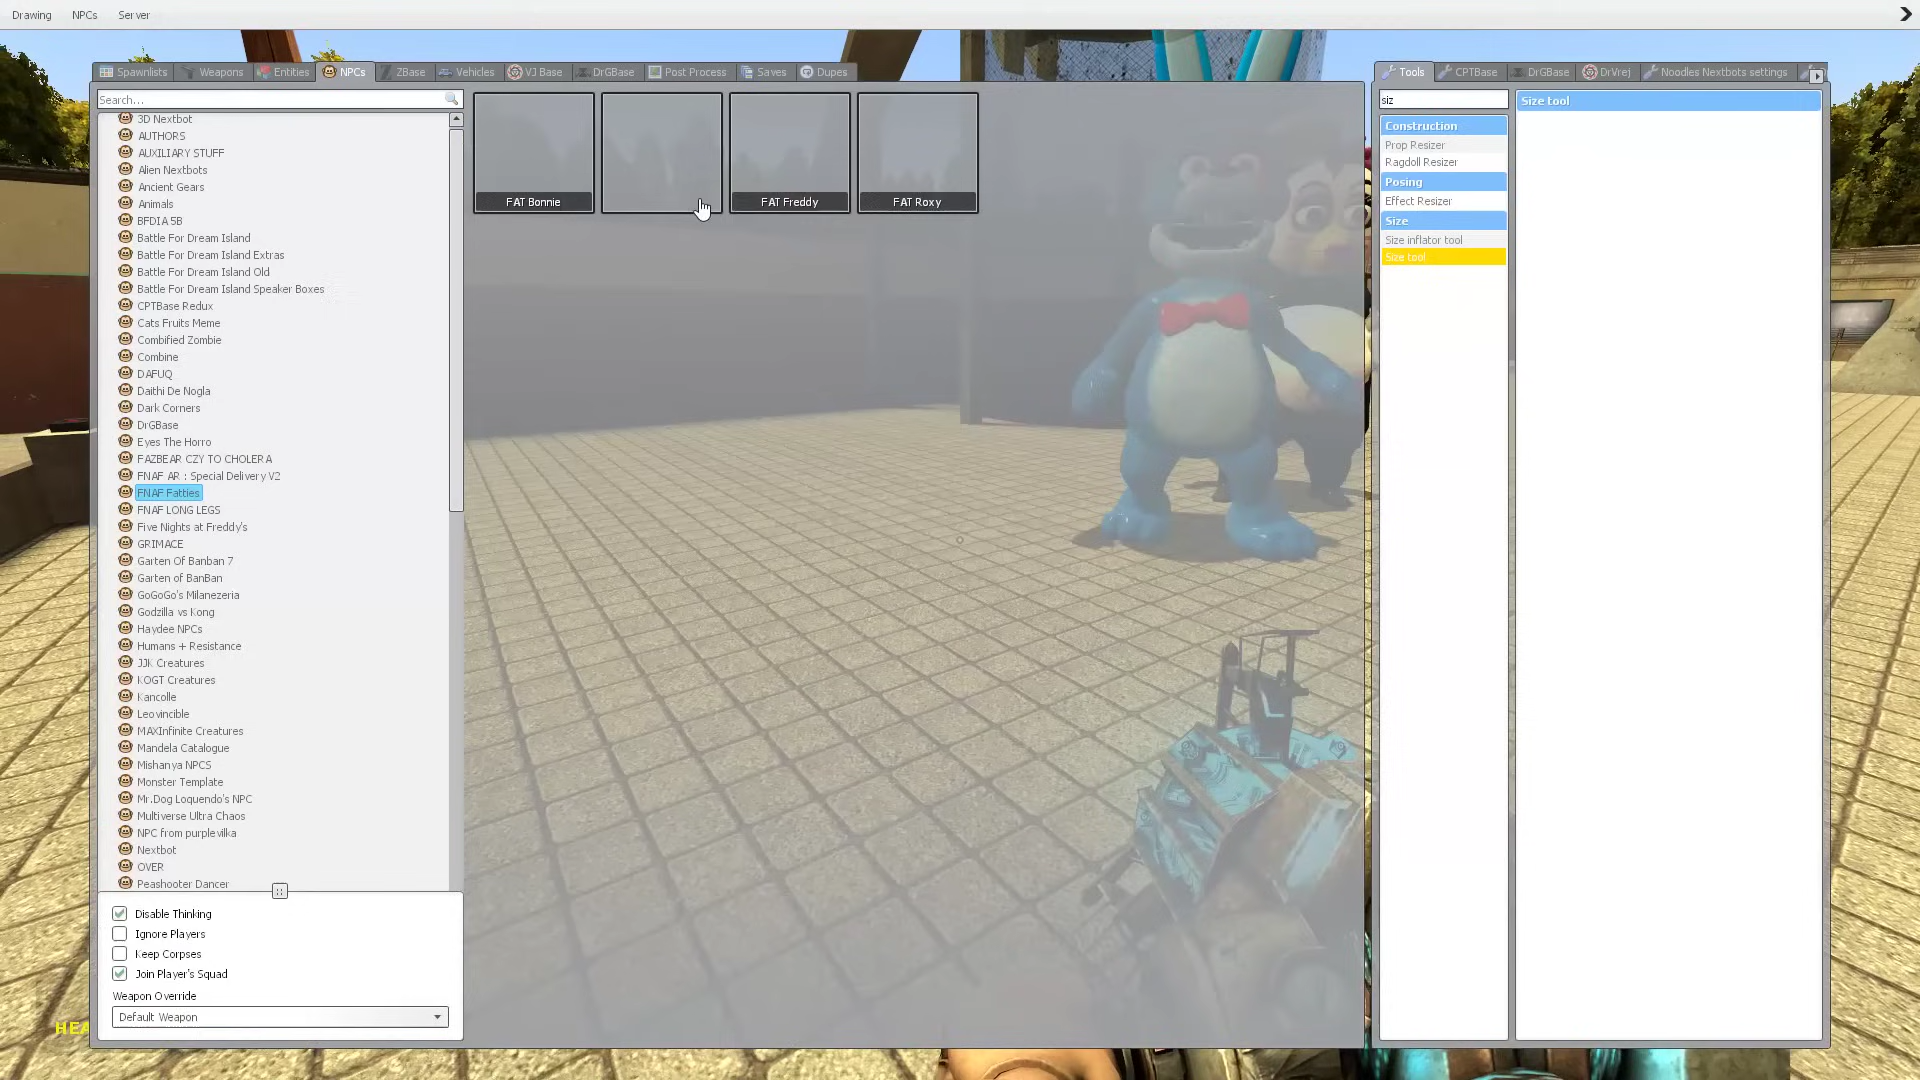 Drawing NPCs Server
Spawnlists Weapons Entities NPCs ZBase Vehicles VJ Base DrGBase Post Process Saves Dupes
Tools CPTBase DrGBase DrVrej Noodles Nextbots settings
Search...
3D Nextbot
AUTHORS
AUXILIARY STUFF
Alien Nextbots
Ancient Gears
Animals
BFDIA 5B
Battle For Dream Island
Battle For Dream Island Extras
Battle For Dream Island Old
Battle For Dream Island Speaker Boxes
CPTBase Redux
Cats Fruits Meme
Combified Zombie
Combine
DAFUQ
Daithi De Nogla
Dark Corners
DrGBase
Eyes The Horro
FAZBEAR CZY TO CHOLERA
FNAF AR : Special Delivery V2
FNAF Fatties
FNAF LONG LEGS
Five Nights at Freddy's
GRIMACE
Garten Of Banban 7
Garten of BanBan
GoGoGo's Milanezeria
Godzilla vs Kong
Haydee NPCs
Humans + Resistance
JJK Creatures
KOGT Creatures
Kancolle
Leovincible
MAXInfinite Creatures
Mandela Catalogue
Mishanya NPCS
Monster Template
Mr.Dog Loquendo's NPC
Multiverse Ultra Chaos
NPC from purplevilka
Nextbot
OVER
Peashooter Dancer
Disable Thinking
Ignore Players
Keep Corpses
Join Player's Squad
Weapon Override
Default Weapon
HEA
FAT Bonnie
FAT Freddy
FAT Roxy
siz
Construction
Prop Resizer
Ragdoll Resizer
Posing
Effect Resizer
Size
Size inflator tool
Size tool
Size tool